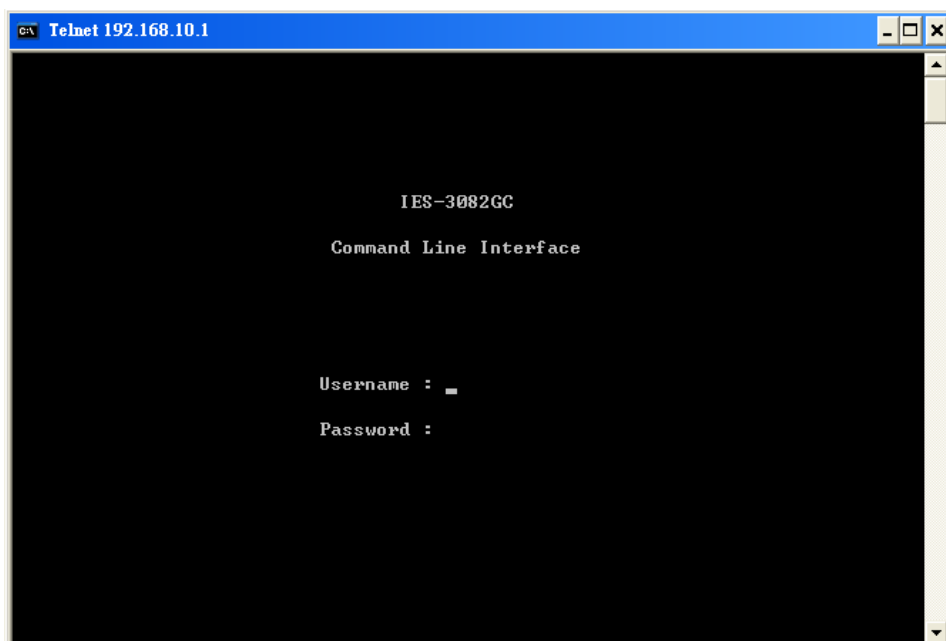 Telnet 192.168.10.1
IES-3082GC
Command Line Interface
Username : _
Password :